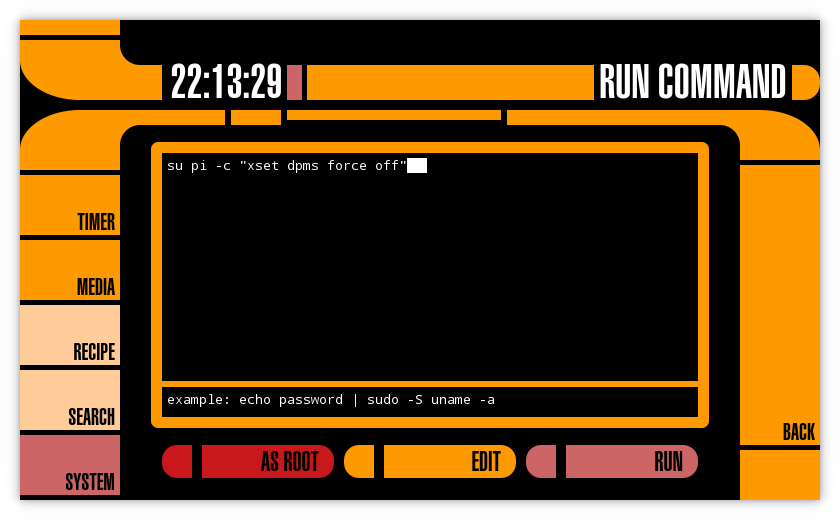 22:13:29
RUN COMMAND
su pi -c "xset dpms force off"
TIMER
MEDIA
RECIPE
SEARCH
SYSTEM
example: echo password | sudo -S uname -a
BACK
AS ROOT
EDIT
RUN